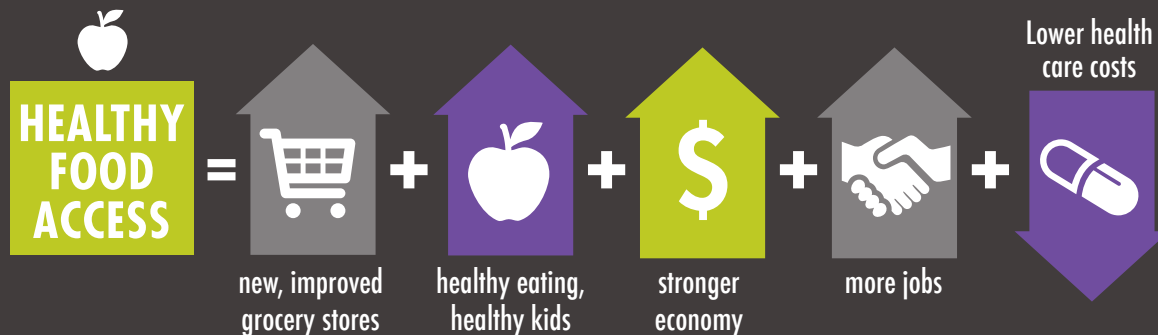 HEALTHY
FOOD
ACCESS
=
new, improved
grocery stores
+
healthy eating,
healthy kids
+
$
stronger
economy
+
more jobs
+
Lower health
care costs